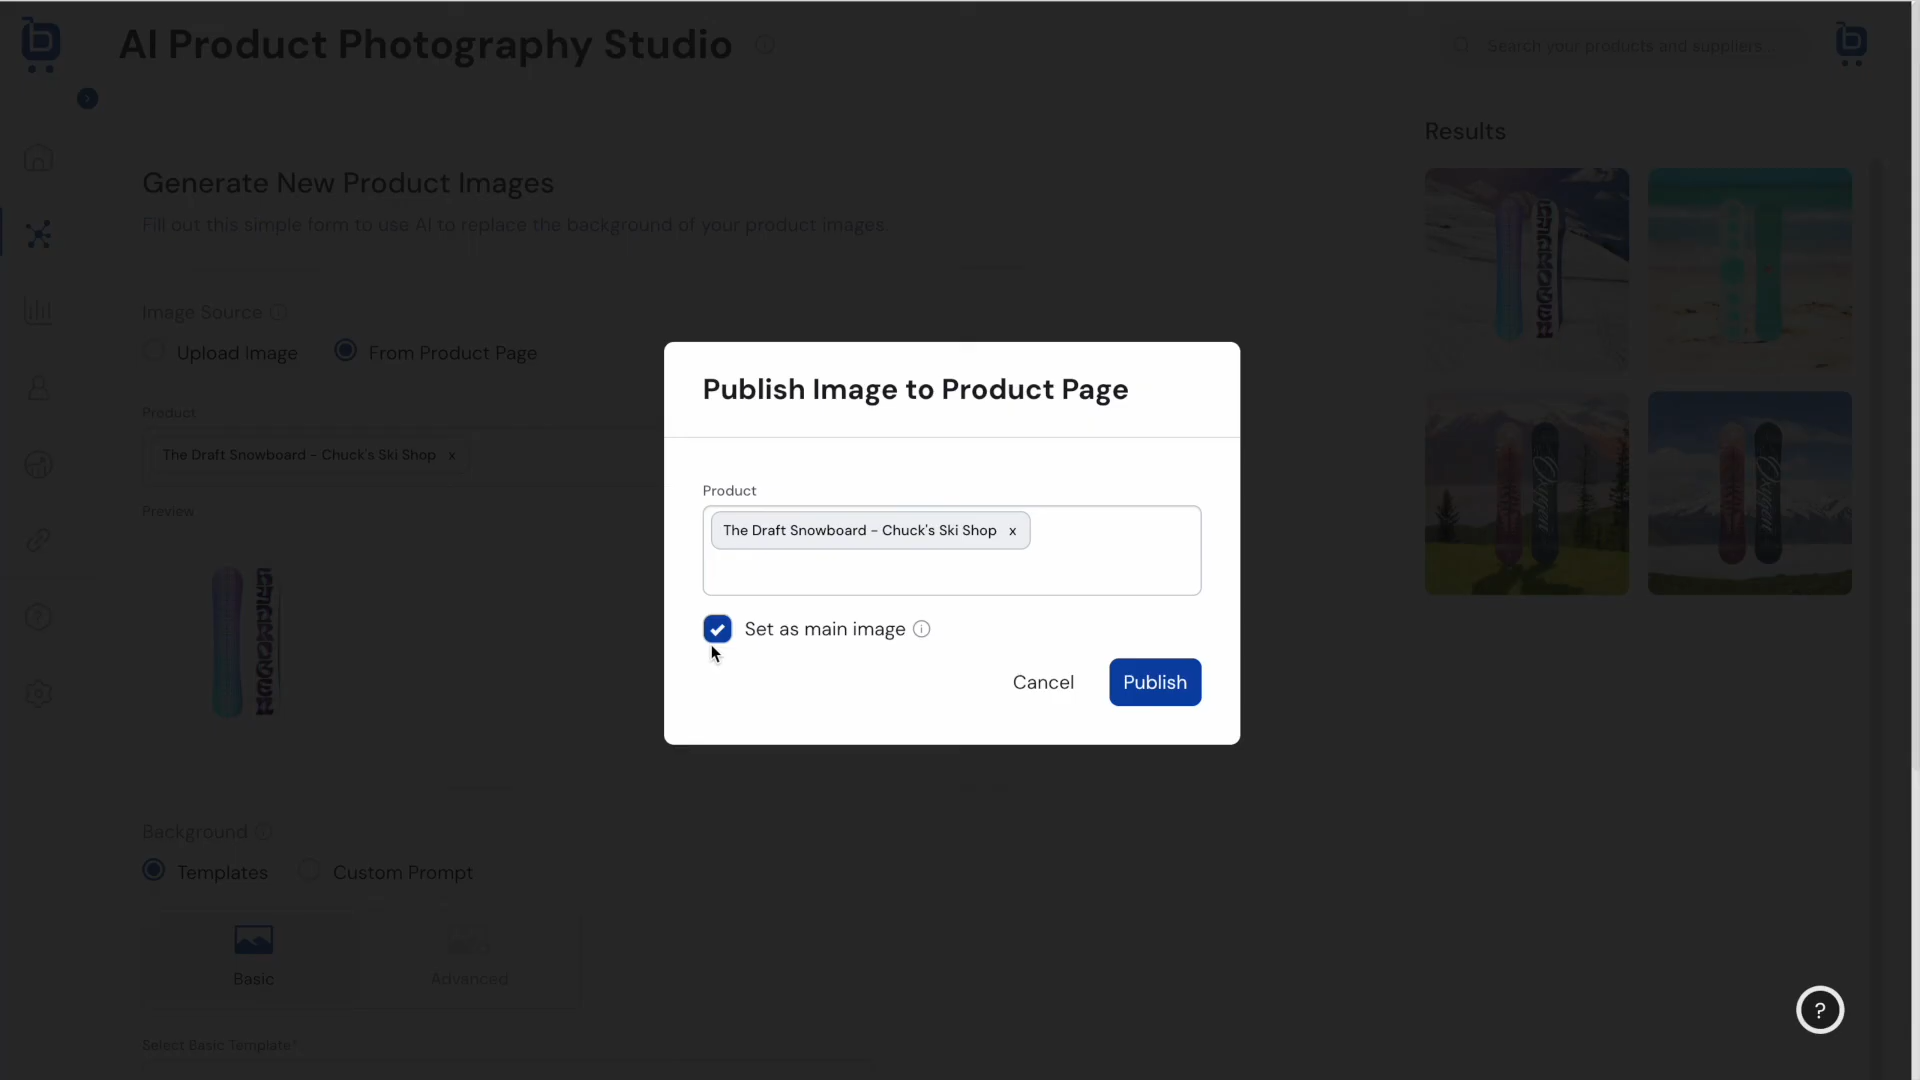 AI Product Photography Studio
Search your products and suppliers...
Results
Generate New Product Images
Fill out this simple form to use AI to replace the background of your product images.
Image Source
Upload Image
From Product Page
Product
The Draft Snowboard - Chuck's Ski Shop x
Preview
Publish Image to Product Page
Product
The Draft Snowboard - Chuck's Ski Shop x
Set as main image
Cancel
Publish
Background
Templates
Custom Prompt
Basic
Advanced
Select Basic Template*
?